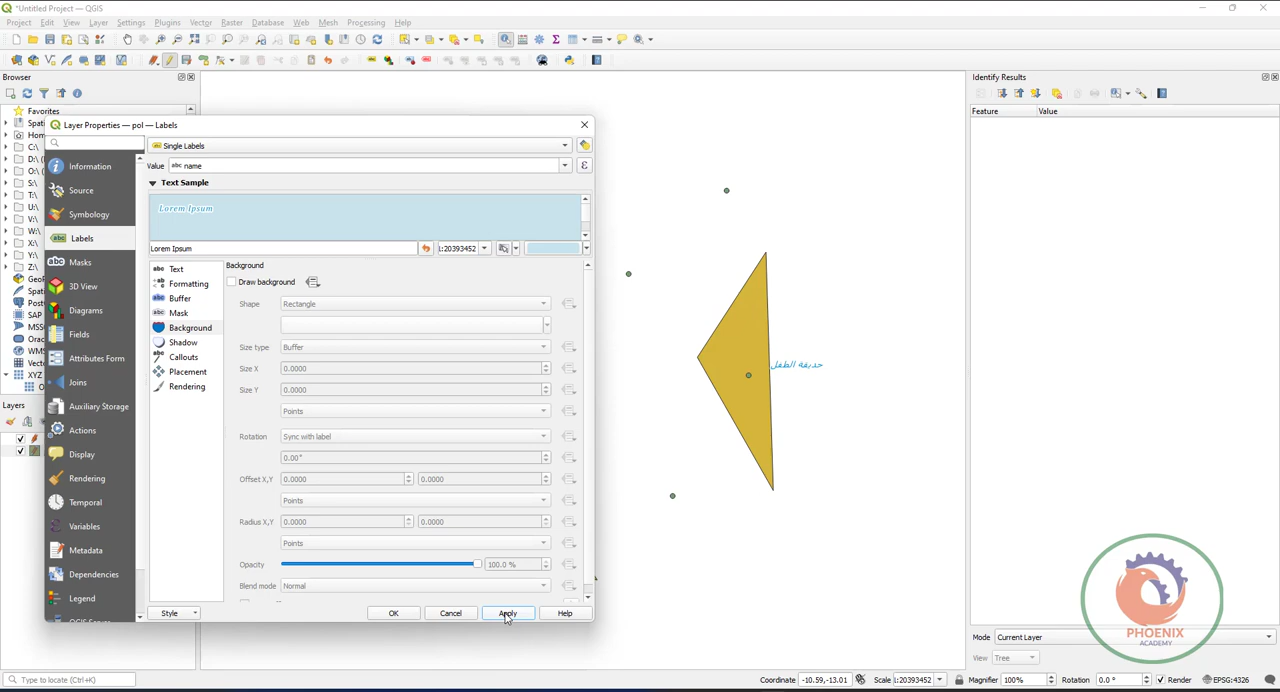 *Untitled Project — QGIS
Project Edit View Layer Settings Plugins Vector Raster Database Web Mesh Processing Help
Browser
Favorites
C:\
D:\
O:\
S:\
T:\
U:\
V:\
W:\
X:\
Y:\
Z:\
Layers
Layer Properties — pol — Labels
Information
Source
Symbology
Labels
Masks
3D View
Diagrams
Fields
Attributes Form
Joins
Auxiliary Storage
Actions
Display
Rendering
Temporal
Variables
Metadata
Dependencies
Legend
Single Labels
Value abc name
Text Sample
Lorem Ipsum
Lorem Ipsum
1:20393452
Text
Formatting
Buffer
Mask
Background
Shadow
Callouts
Placement
Rendering
Background
Draw background
Shape Rectangle
Size type Buffer
Size X 0.0000
Size Y 0.0000
Points
Rotation Sync with label
0.00°
Offset X,Y 0.0000 0.0000
Points
Radius X,Y 0.0000 0.0000
Points
Opacity 100.0 %
Blend mode Normal
Style OK Cancel Apply Help
حديقة الطفل
Identify Results
Feature Value
PHOENIX
ACADEMY
Mode Current Layer
View Tree
Type to locate (Ctrl+K)
Coordinate -10.59,-13.01 Scale 1:20393452 Magnifier 100% Rotation 0.0 ° Render EPSG:4326